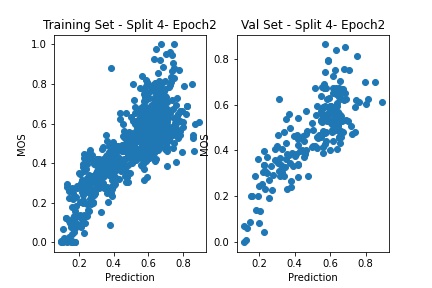 Training Set - Split 4- Epoch2
Val Set - Split 4- Epoch2
MOS
1.0
0.8
0.6
0.4
0.2
0.0
0.2 0.4 0.6 0.8
Prediction
MOS
0.8
0.6
0.4
0.2
0.0
0.2 0.4 0.6 0.8
Prediction